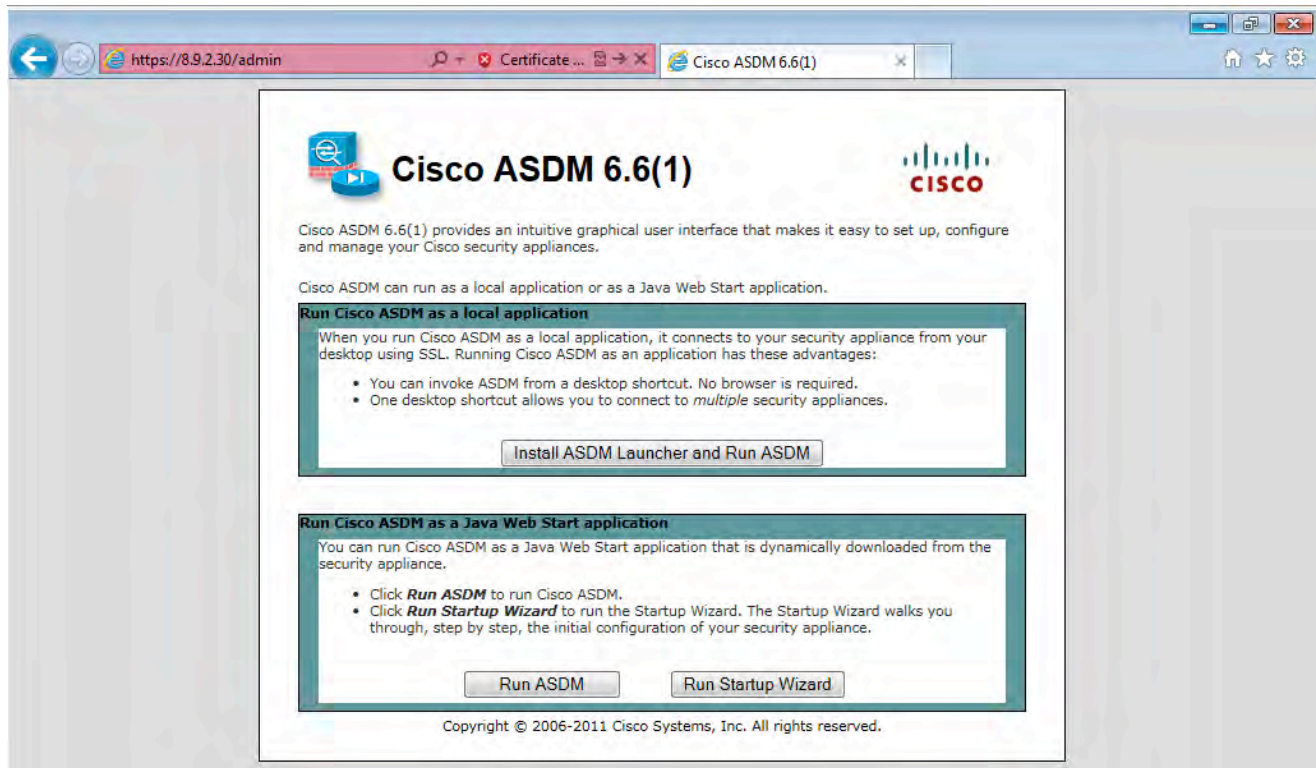 https://8.9.2.30/admin
Certificate ...
Cisco ASDM 6.6(1)
Cisco ASDM 6.6(1)
CISCO
Cisco ASDM 6.6(1) provides an intuitive graphical user interface that makes it easy to set up, configure
and manage your Cisco security appliances.
Cisco ASDM can run as a local application or as a Java Web Start application.
Run Cisco ASDM as a local application
When you run Cisco ASDM as a local application, it connects to your security appliance from your
desktop using SSL. Running Cisco ASDM as an application has these advantages:
• You can invoke ASDM from a desktop shortcut. No browser is required.
• One desktop shortcut allows you to connect to multiple security appliances.
Install ASDM Launcher and Run ASDM
Run Cisco ASDM as a Java Web Start application
You can run Cisco ASDM as a Java Web Start application that is dynamically downloaded from the
security appliance.
• Click Run ASDM to run Cisco ASDM.
• Click Run Startup Wizard to run the Startup Wizard. The Startup Wizard walks you
through, step by step, the initial configuration of your security appliance.
Run ASDM
Run Startup Wizard
Copyright © 2006-2011 Cisco Systems, Inc. All rights reserved.